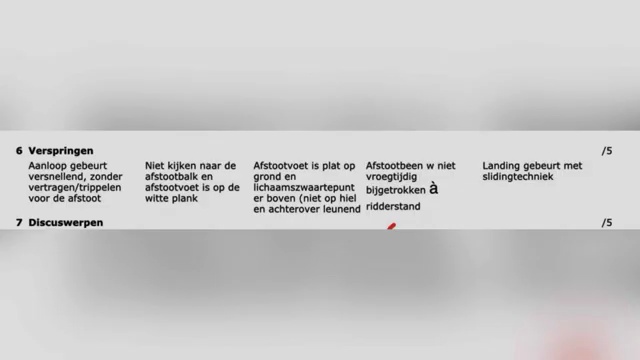 6 Verspringen /5
Aanloop gebeurt versnellend, zonder vertragen/trippelen voor de afstoot
Niet kijken naar de afstootbalk en afstootvoet is op de witte plank
Afstootvoet is plat op grond en lichaamszwaartepunt er boven (niet op hiel en achterover leunend
Afstootbeen w niet vroegtijdig bijgetrokken à ridderstand
Landing gebeurt met slidingtechniek
7 Discuswerpen /5